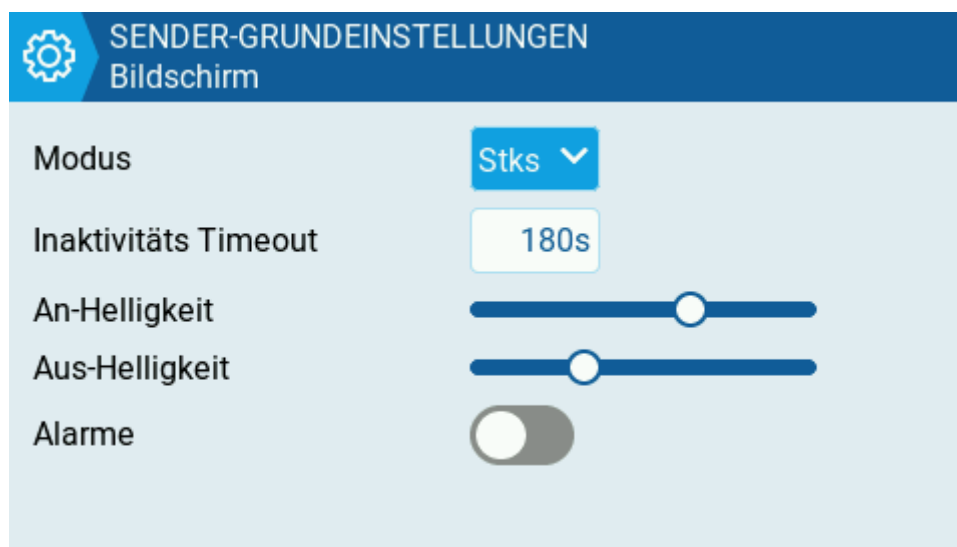 SENDER-GRUNDEINSTELLUNGEN
Bildschirm
Modus Stks
Inaktivitäts Timeout 180s
An-Helligkeit
Aus-Helligkeit
Alarme